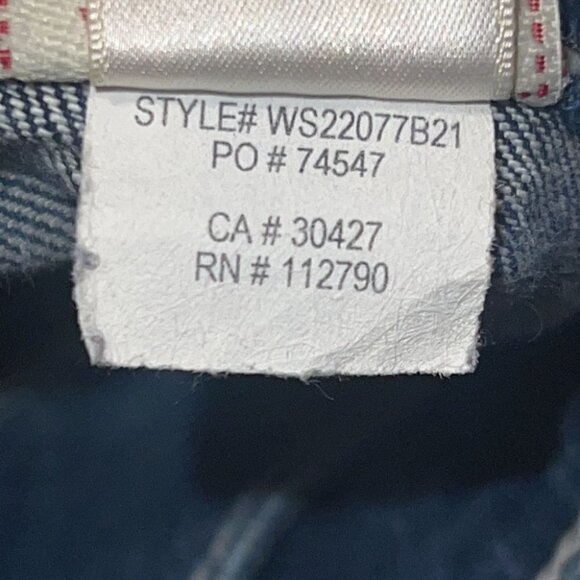 STYLE# WS22077B21
PO # 74547
CA # 30427
RN # 112790